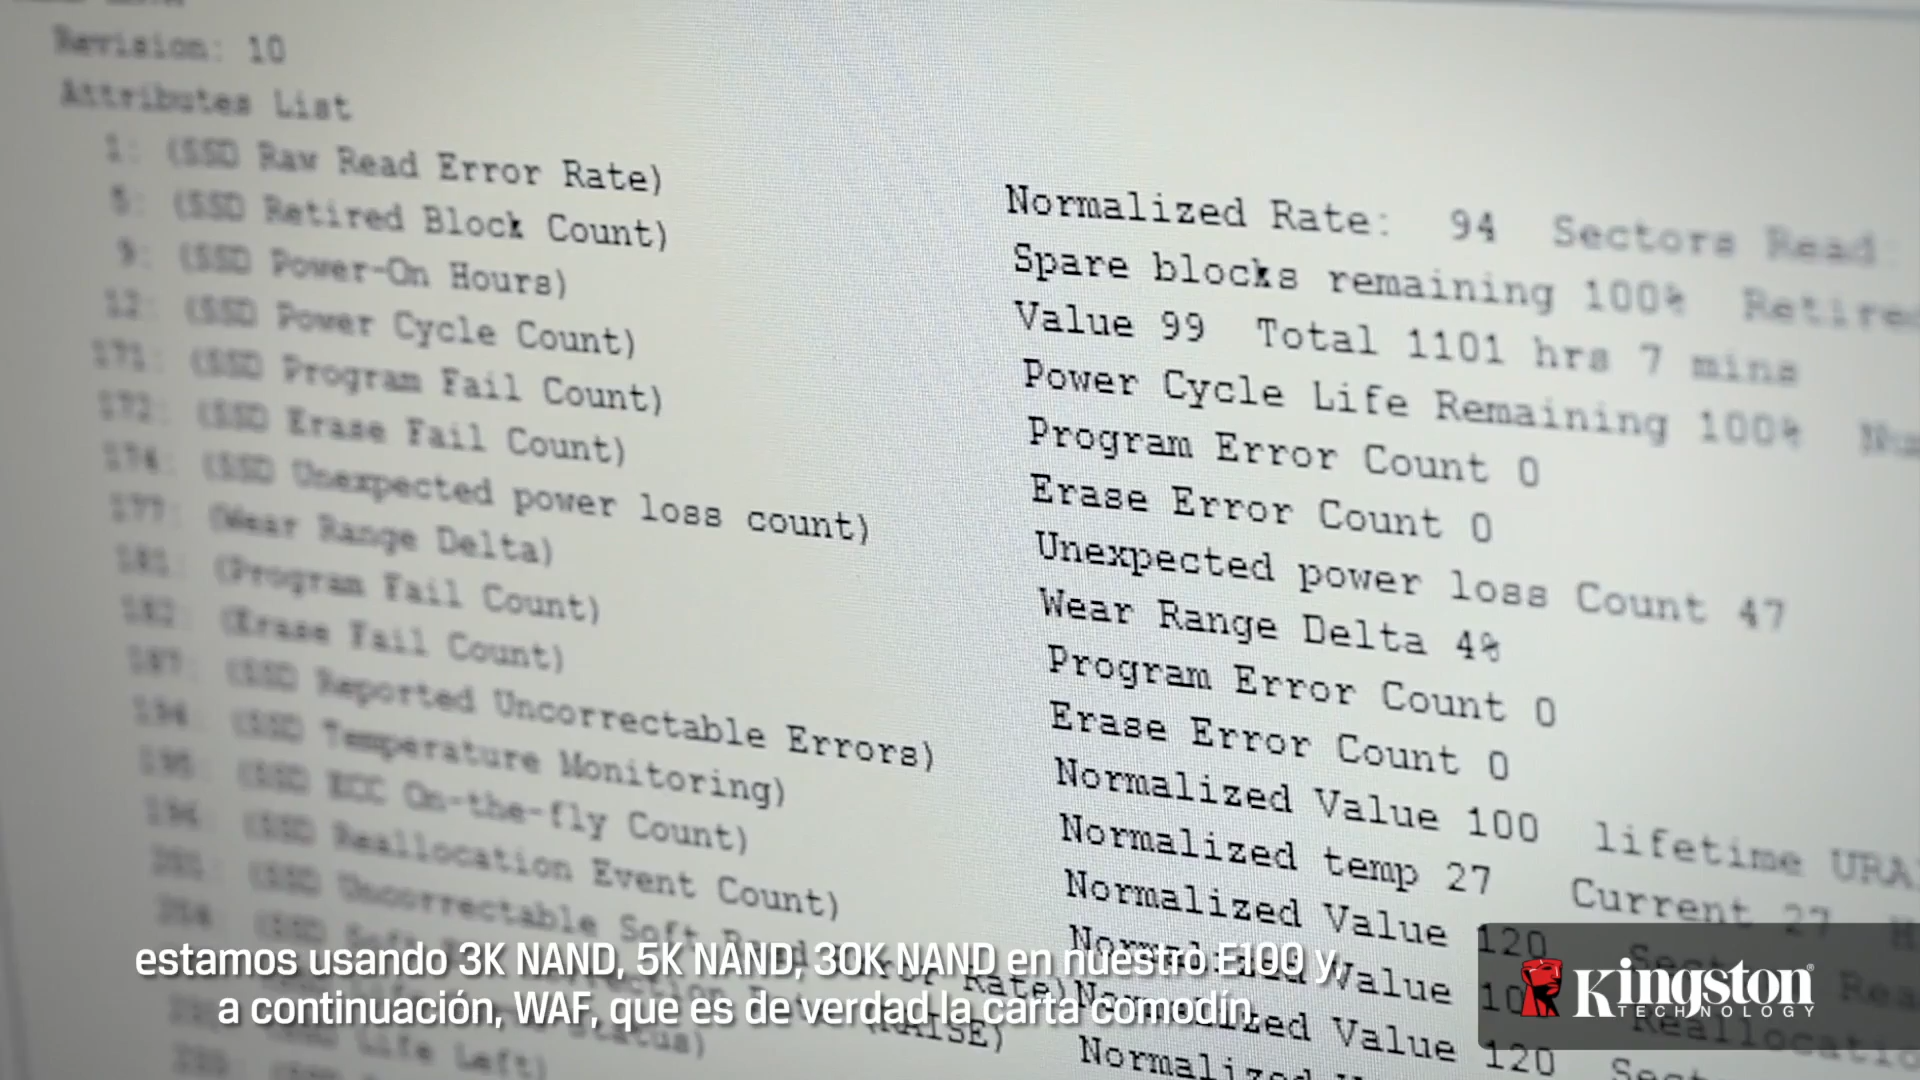 Revision: 10
Attributes List
1: (SSD Raw Read Error Rate) Normalized Rate: 94 Sectors Read:
5: (SSD Retired Block Count) Spare blocks remaining 100% Retired
9: (SSD Power-On Hours) Value 99 Total 1101 hrs 7 mins
12: (SSD Power Cycle Count) Power Cycle Life Remaining 100%
171: (SSD Program Fail Count) Program Error Count 0
172: (SSD Erase Fail Count) Erase Error Count 0
174: (SSD Unexpected power loss count) Unexpected power loss Count 47
177: (Wear Range Delta) Wear Range Delta 4%
181: (Program Fail Count) Program Error Count 0
182: (Erase Fail Count) Erase Error Count 0
187: (SSD Reported Uncorrectable Errors) Normalized Value 100 lifetime
194: (SSD Temperature Monitoring) Normalized temp 27 Current 27
195: (SSD ECC On-the-fly Count) Normalized Value 120
196: (SSD Reallocation Event Count) Normalized Value
201: (SSD Uncorrectable Soft Rate) Normalized Value 120
estamos usando 3K NAND, 5K NAND, 30K NAND en nuestro E100 y,
a continuación, WAF, que es de verdad la carta comodín.
Life Left)
Kingston
TECHNOLOGY